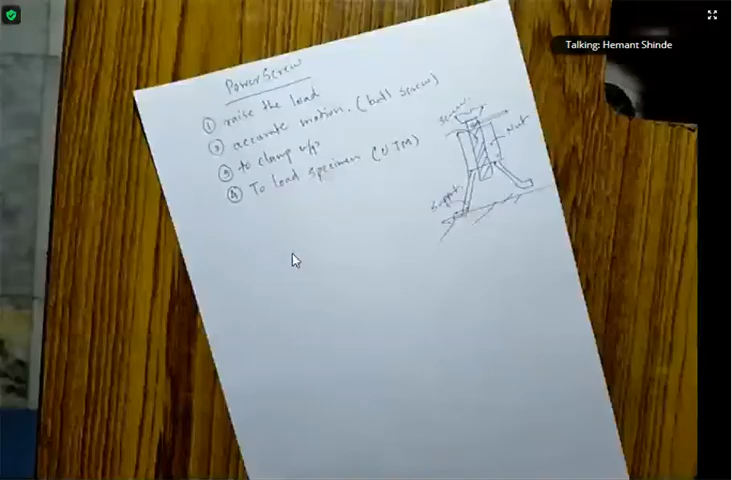 Talking: Hemant Shinde
Power Screw
① raise the load
② accurate motion. (ball screw)
③ to clamp w/p
④ To load specimen (UTM)
screw
Nut
Support